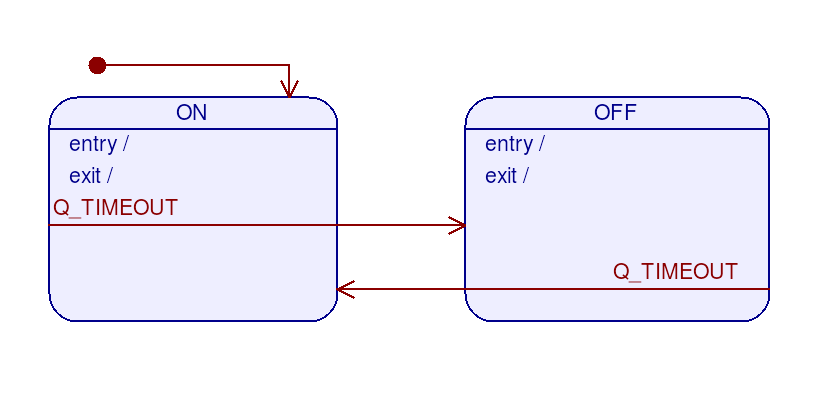 ON
entry /
exit /
Q_TIMEOUT
OFF
entry /
exit /
Q_TIMEOUT